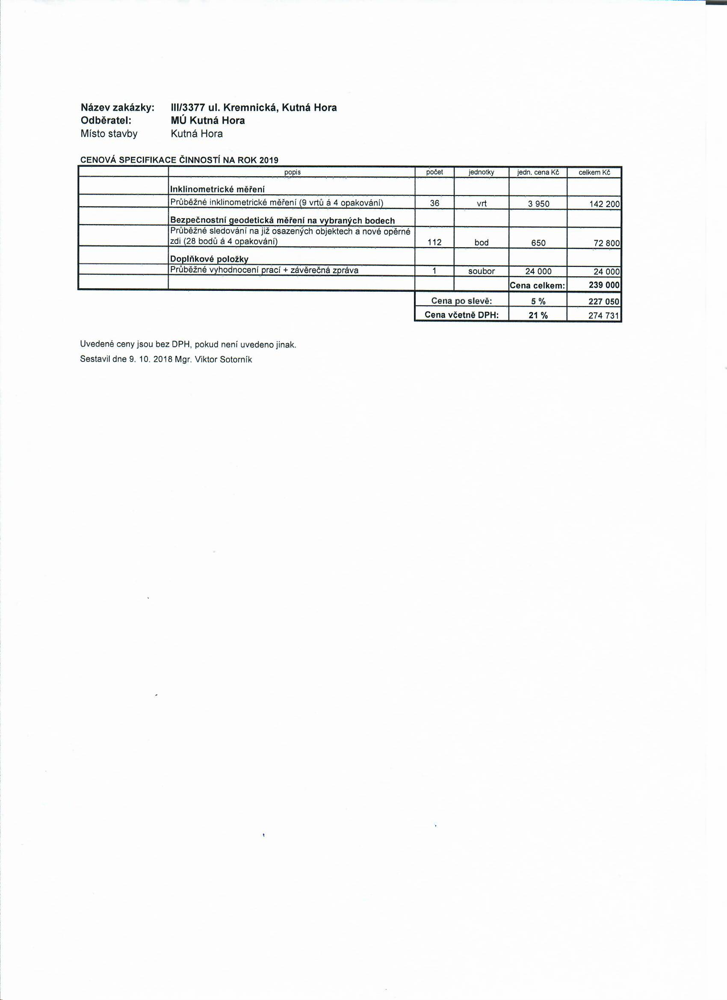 Název zakázky: III/3377 ul. Kremnická, Kutná Hora
Odběratel: MÚ Kutná Hora
Místo stavby Kutná Hora
CENOVÁ SPECIFIKACE ČINNOSTÍ NA ROK 2019
popis počet jednotky jedn. cena Kč celkem Kč
Inklinometrické měření
Průběžné inklinometrické měření (9 vrtů á 4 opakování) 36 vrt 3 950 142 200
Bezpečnostní geodetická měření na vybraných bodech
Průběžné sledování na již osazených objektech a nové opěrné
zdi (28 bodů á 4 opakování) 112 bod 650 72 800
Doplňkové položky
Průběžné vyhodnocení prací + závěrečná zpráva 1 soubor 24 000 24 000
Cena celkem: 239 000
Cena po slevě: 5 % 227 050
Cena včetně DPH: 21 % 274 731
Uvedené ceny jsou bez DPH, pokud není uvedeno jinak.
Sestavil dne 9. 10. 2018 Mgr. Viktor Sotorník